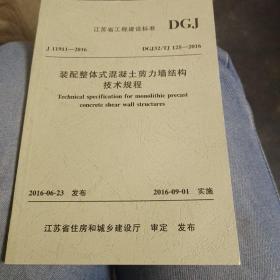 江苏省工程建设标准 DGJ
J 11911—2016 DGJ32/TJ 125—2016
装配整体式混凝土剪力墙结构
技术规程
Technical specification for monolithic precast
concrete shear wall structures
2016-06-23 发布 2016-09-01 实施
江苏省住房和城乡建设厅 审定 发布